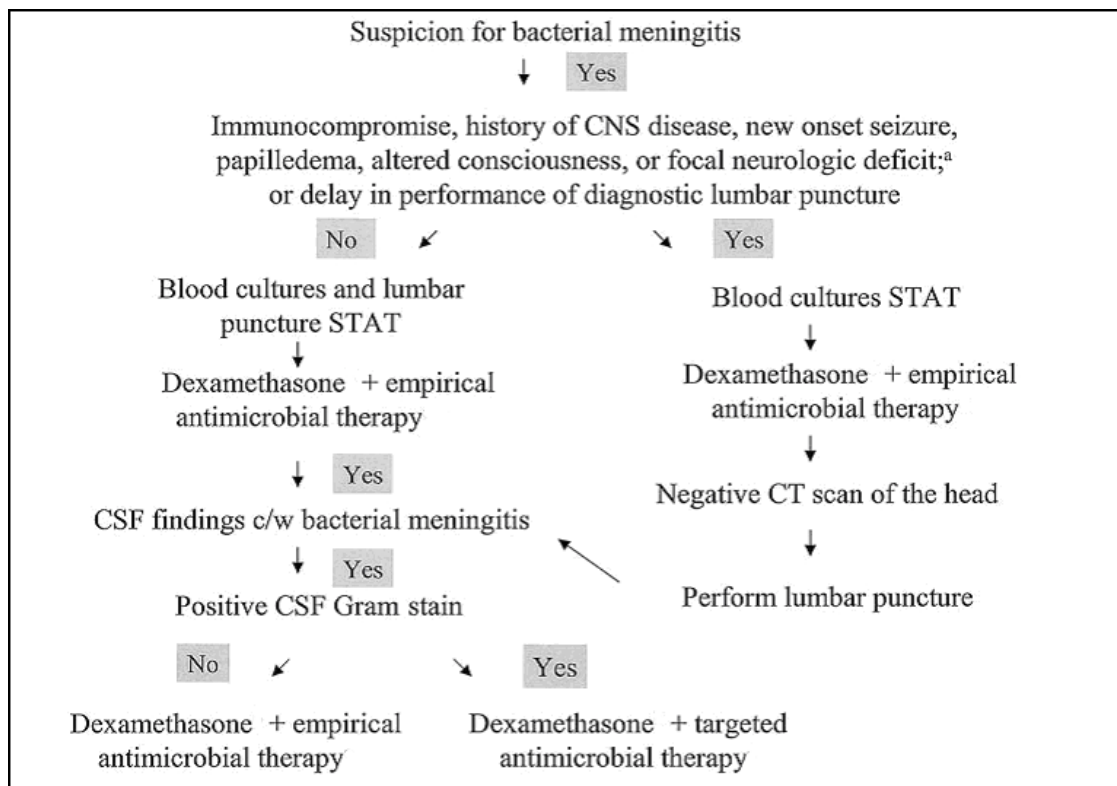 Suspicion for bacterial meningitis
Yes
Immunocompromise, history of CNS disease, new onset seizure,
papilledema, altered consciousness, or focal neurologic deficit;ᵃ
or delay in performance of diagnostic lumbar puncture
No
Yes
Blood cultures and lumbar
puncture STAT
Blood cultures STAT
Dexamethasone + empirical
antimicrobial therapy
Dexamethasone + empirical
antimicrobial therapy
Yes
Negative CT scan of the head
CSF findings c/w bacterial meningitis
Yes
Perform lumbar puncture
Positive CSF Gram stain
No
Yes
Dexamethasone + empirical
antimicrobial therapy
Dexamethasone + targeted
antimicrobial therapy